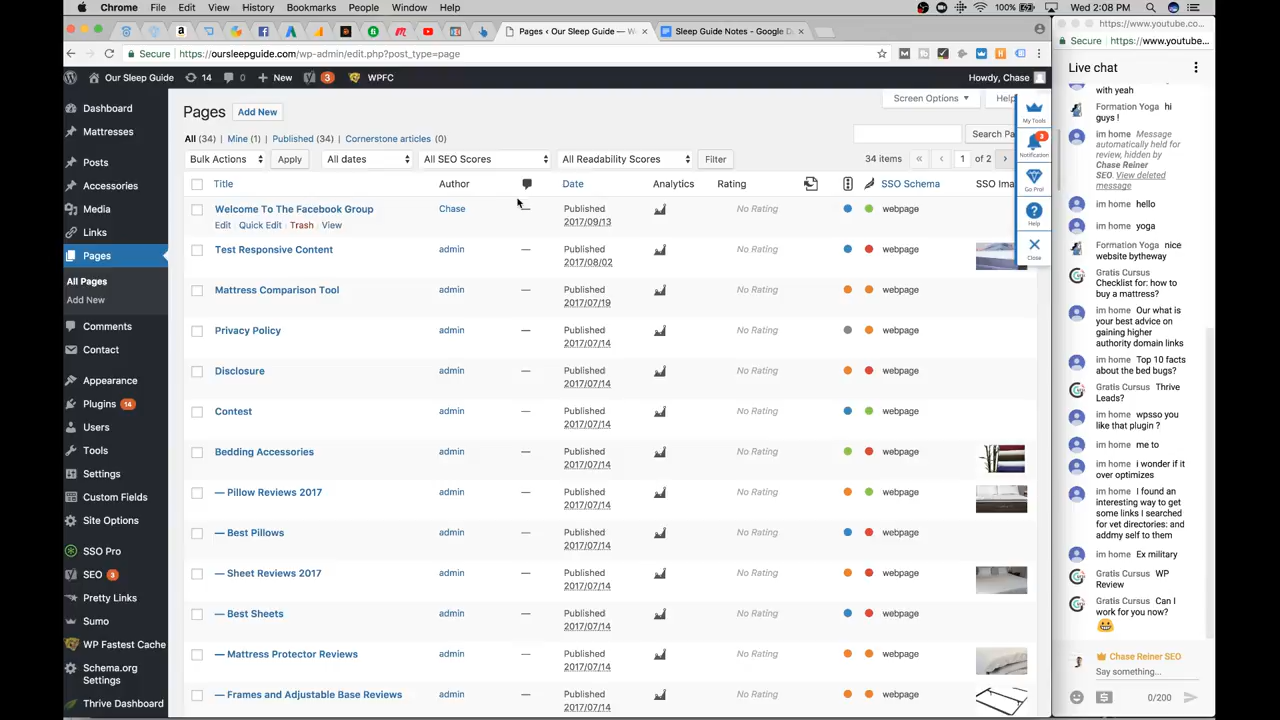 Chrome File Edit View History Bookmarks People Window Help
100% Wed 2:08 PM
Pages ‹ Our Sleep Guide — W
Sleep Guide Notes - Google D
Secure https://oursleepguide.com/wp-admin/edit.php?post_type=page
Our Sleep Guide 14 0 New 3 WPFC
Howdy, Chase
Dashboard
Mattresses
Posts
Appearances
Media
Links
Pages
All Pages
Add New
Comments
Contact
Appearance
Plugins 14
Users
Tools
Settings
Custom Fields
Site Options
SSO Pro
SEO 3
Pretty Links
Sumo
WP Fastest Cache
Schema.org
Settings
Thrive Dashboard
Pages Add New
Screen Options Help
All (34) Mine (1) Published (34) Cornerstone articles (0)
Search Pa
Bulk Actions Apply All dates All SEO Scores All Readability Scores Filter
34 items « ‹ 1 of 2 ›
Title Author Date Analytics Rating SSO Schema SSO Ima
Welcome To The Facebook Group Chase — Published No Rating webpage
2017/09/13
Edit Quick Edit Trash View
Test Responsive Content admin — Published No Rating webpage
2017/08/02
Mattress Comparison Tool admin — Published No Rating webpage
2017/07/19
Privacy Policy admin — Published No Rating webpage
2017/07/14
Disclosure admin — Published No Rating webpage
2017/07/14
Contest admin — Published No Rating webpage
2017/07/14
Bedding Accessories admin — Published No Rating webpage
2017/07/14
— Pillow Reviews 2017 admin — Published No Rating webpage
2017/07/14
— Best Pillows admin — Published No Rating webpage
2017/07/14
— Sheet Reviews 2017 admin — Published No Rating webpage
2017/07/14
— Best Sheets admin — Published No Rating webpage
2017/07/14
— Mattress Protector Reviews admin — Published No Rating webpage
2017/07/14
— Frames and Adjustable Base Reviews admin — Published No Rating webpage
2017/07/14
My Tools
2
Notification
Go Pro!
Help
Close
https://www.youtube.co...
Secure https://www.youtube...
Live chat
with yeah
Formation Yoga hi
guys !
im home Message
automatically held for
review, hidden by
Chase Reiner
SEO. View deleted
message
im home hello
im home yoga
Formation Yoga nice
website bytheway
Gratis Cursus
Checklist for: how to
buy a mattress?
im home Our what is
your best advice on
gaining higher
authority domain links
im home Top 10 facts
about the bed bugs?
Gratis Cursus Thrive
Leads?
im home wpsso you
like that plugin ?
im home me to
im home i wonder if it
over optimizes
im home I found an
interesting way to get
some links I searched
for vet directories: and
addmy self to them
im home Ex military
Gratis Cursus WP
Review
Gratis Cursus Can I
work for you now?
Chase Reiner SEO
Say something...
0/200